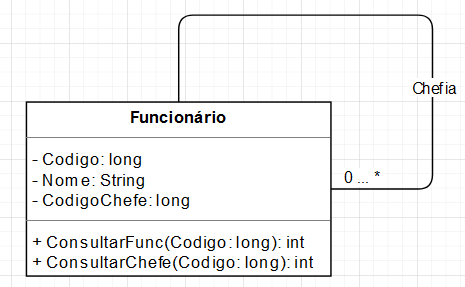 Chefia
Funcionário
- Codigo: long
- Nome: String
- CodigoChefe: long
0 ... *
+ ConsultarFunc(Codigo: long): int
+ ConsultarChefe(Codigo: long): int